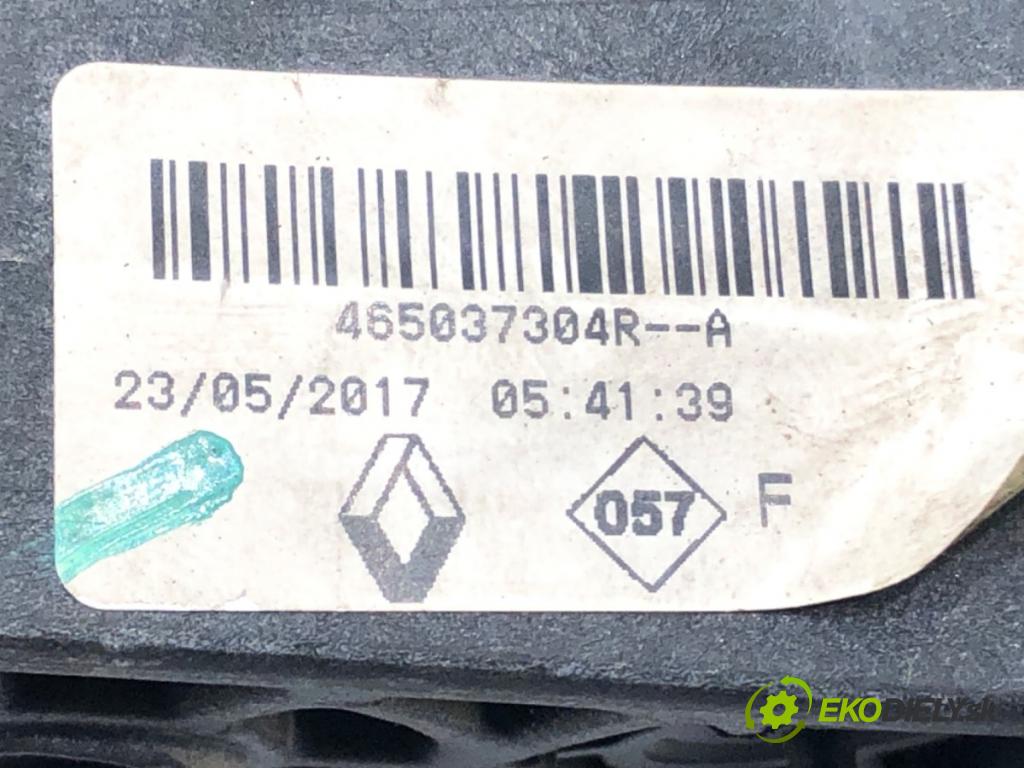 465037304R--A
23/05/2017 05:41:39
057 F
EKODIELY.sk